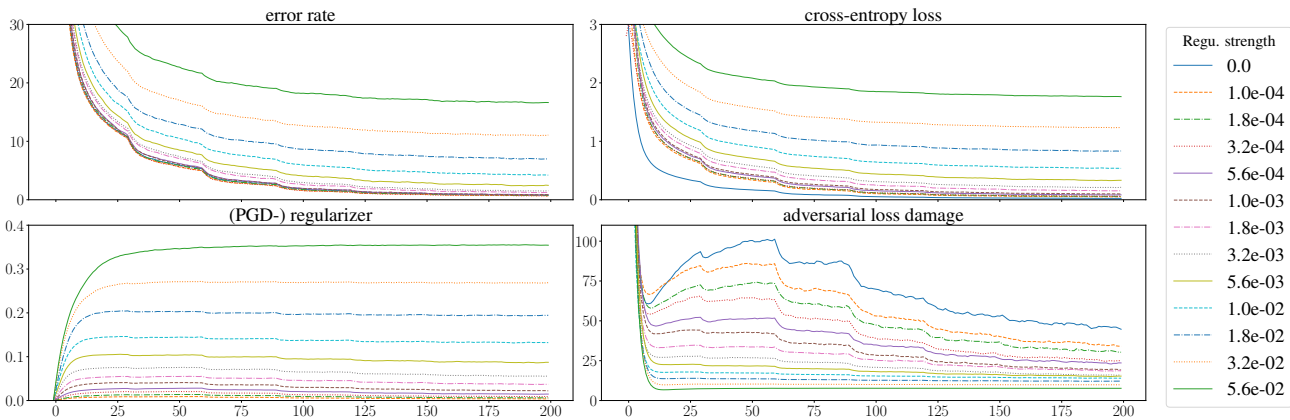 error rate
30
20
10
0
cross-entropy loss
3
2
1
0
(PGD-) regularizer
0.4
0.3
0.2
0.1
0.0
0 25 50 75 100 125 150 175 200
adversarial loss damage
100
75
50
25
0
0 25 50 75 100 125 150 175 200
Regu. strength
0.0
1.0e-04
1.8e-04
3.2e-04
5.6e-04
1.0e-03
1.8e-03
3.2e-03
5.6e-03
1.0e-02
1.8e-02
3.2e-02
5.6e-02